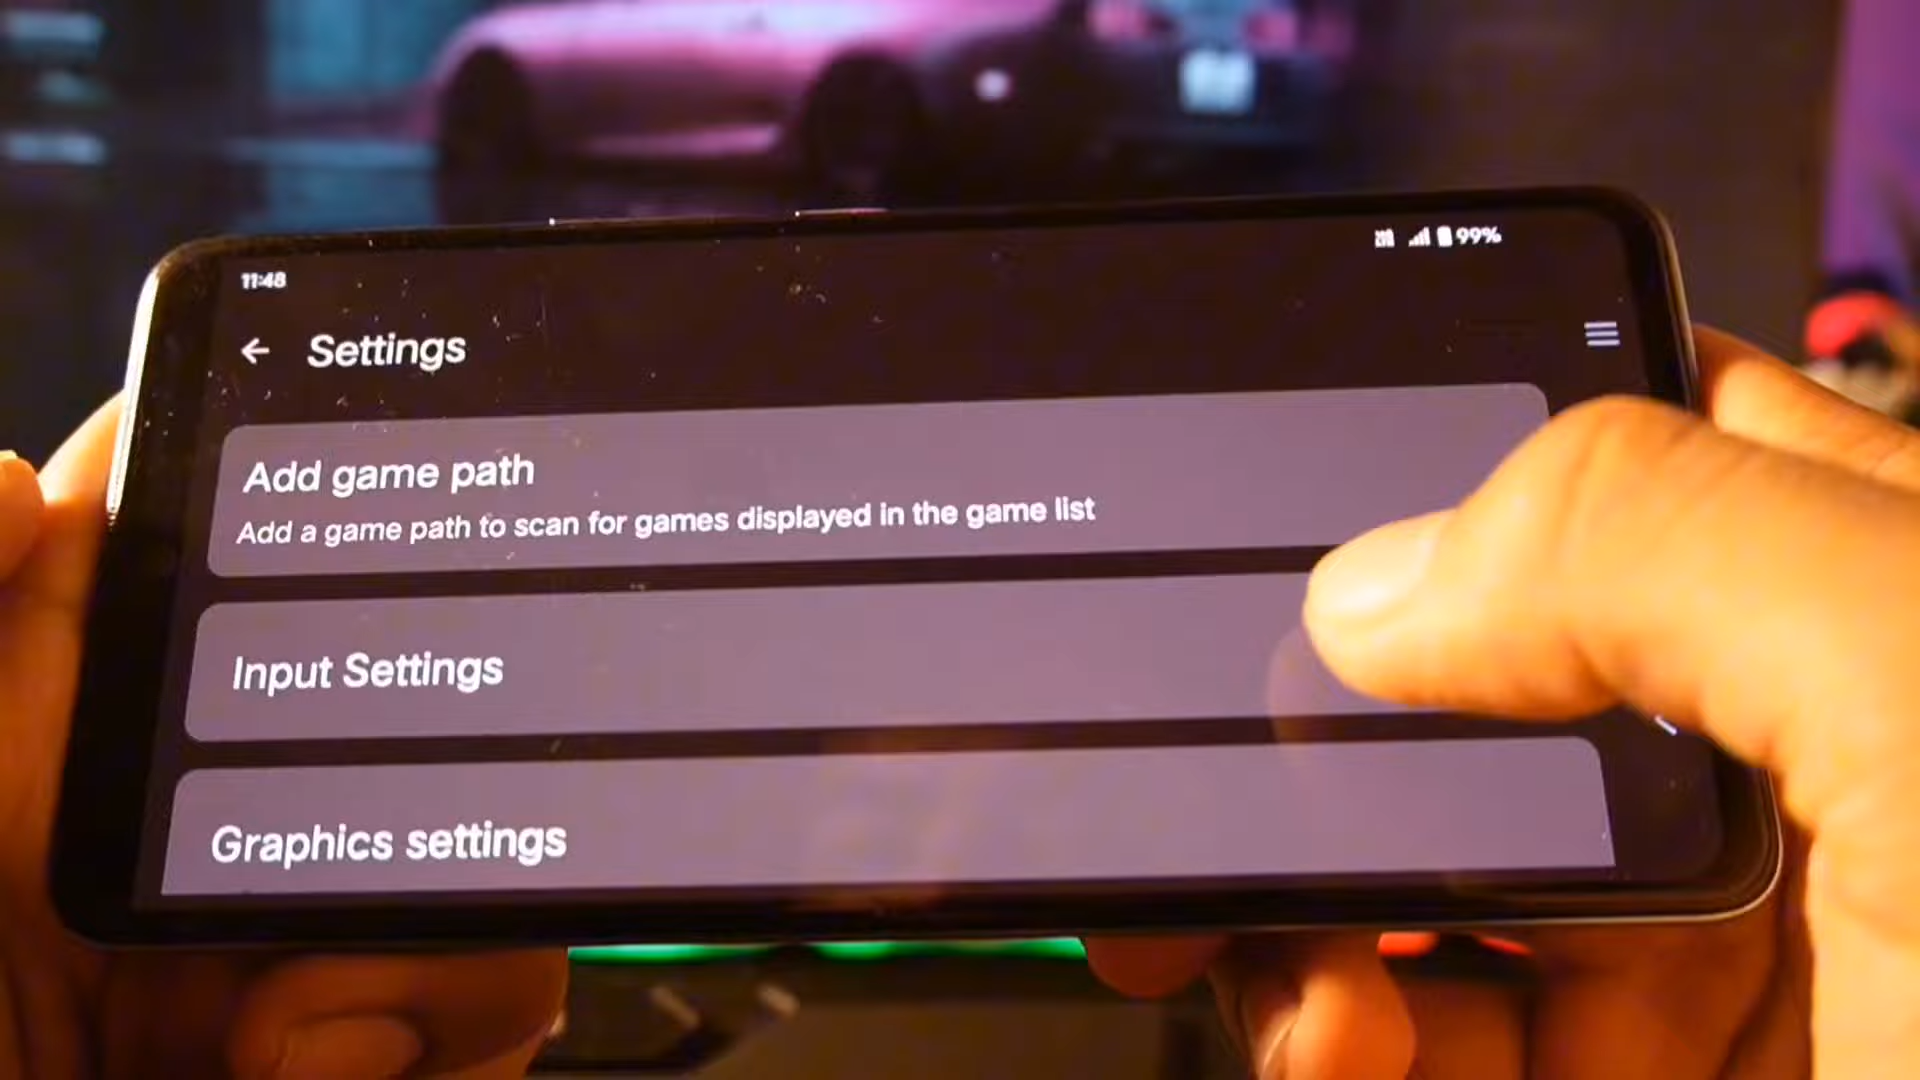 11:48
99%
Settings
Add game path
Add a game path to scan for games displayed in the game list
Input Settings
Graphics settings